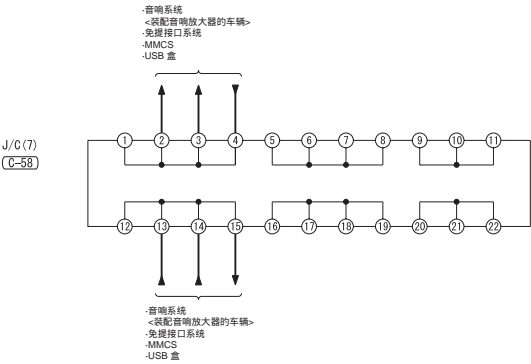 ·音响系统
<装配音响放大器的车辆>
·免提接口系统
·MMCS
·USB 盒
J/C(7)
C-58
1 2 3 4 5 6 7 8 9 10 11
12 13 14 15 16 17 18 19 20 21 22
·音响系统
<装配音响放大器的车辆>
·免提接口系统
·MMCS
·USB 盒